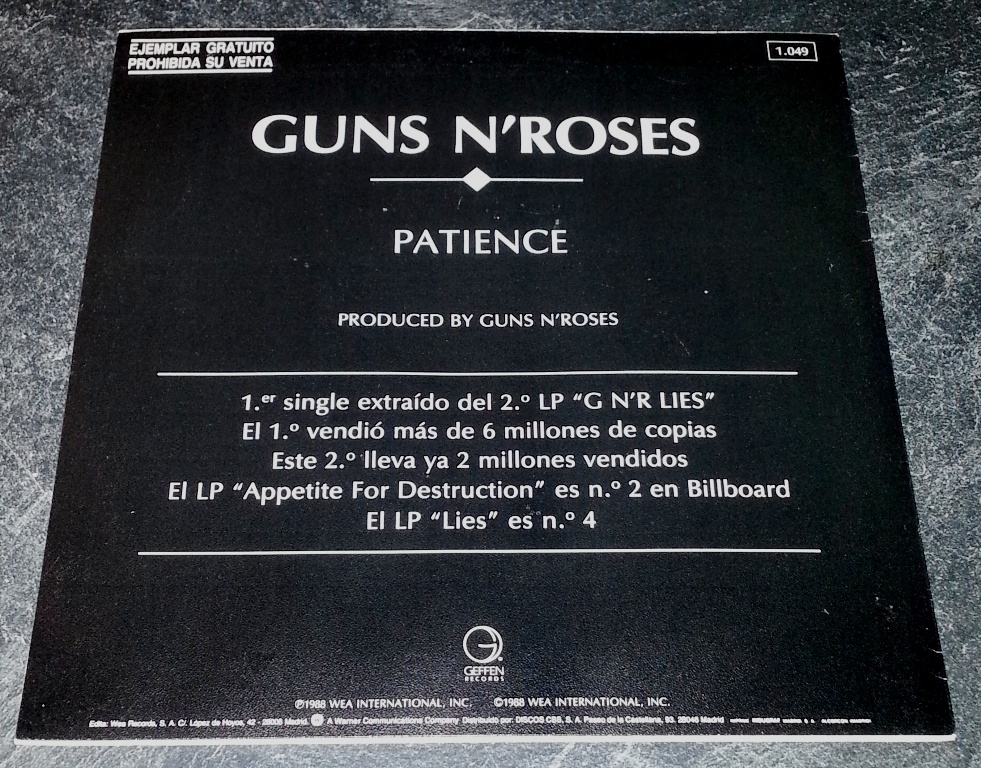 EJEMPLAR GRATUITO
PROHIBIDA SU VENTA
1.049
GUNS N'ROSES
PATIENCE
PRODUCED BY GUNS N'ROSES
1.er single extraído del 2.º LP "G N'R LIES"
El 1.º vendió más de 6 millones de copias
Este 2.º lleva ya 2 millones vendidos
El LP "Appetite For Destruction" es n.º 2 en Billboard
El LP "Lies" es n.º 4
G
GEFFEN
RECORDS
℗1988 WEA INTERNATIONAL, INC. ©1988 WEA INTERNATIONAL, INC.
Edita: Wea Records, S. A. C/ López de Hoyos, 42 - 28006 Madrid. A Warner Communications Company Distribuido por: DISCOS CBS, S. A. Paseo de la Castellana, 93. 28046 Madrid